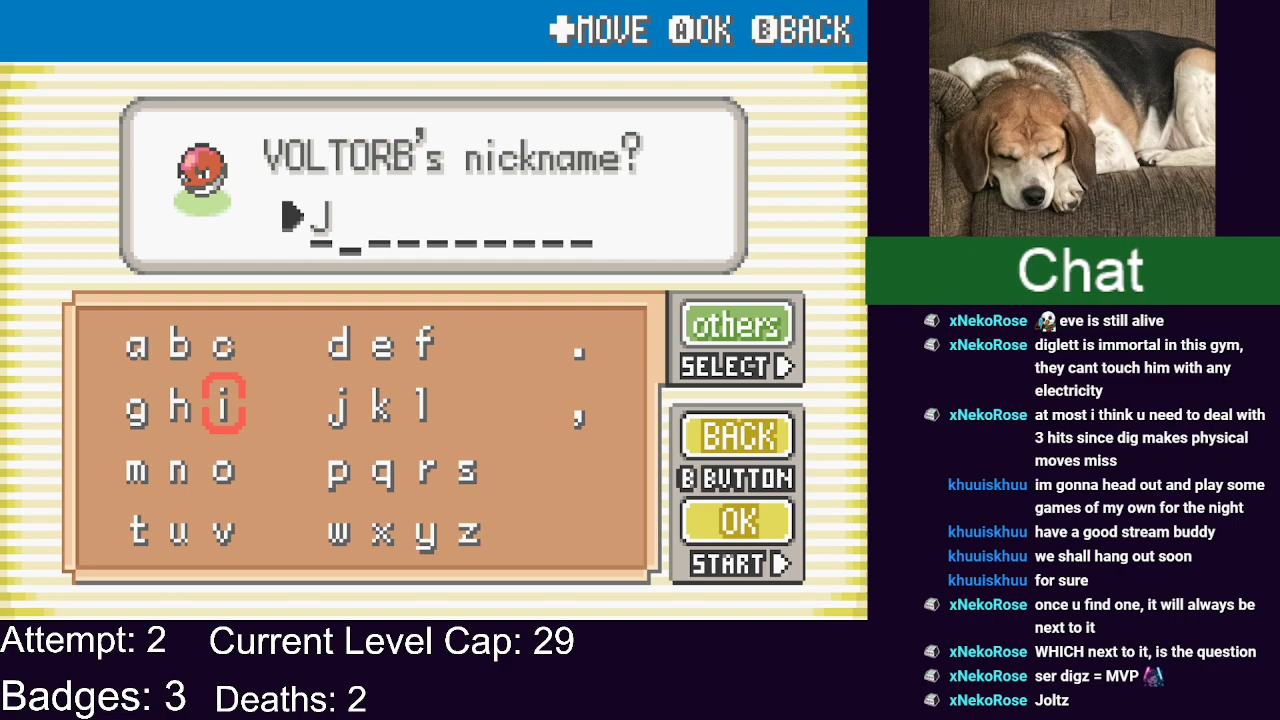 MOVE A OK B BACK
VOLTORB's nickname?
J
a b c d e f .
g h i j k l ,
m n o p q r s
t u v w x y z
others
SELECT
BACK
B BUTTON
OK
START
Attempt: 2 Current Level Cap: 29
Badges: 3 Deaths: 2
Chat
xNekoRose eve is still alive
xNekoRose diglett is immortal in this gym,
they cant touch him with any
electricity
xNekoRose at most i think u need to deal with
3 hits since dig makes physical
moves miss
khuuiskhuu im gonna head out and play some
games of my own for the night
khuuiskhuu have a good stream buddy
khuuiskhuu we shall hang out soon
khuuiskhuu for sure
xNekoRose once u find one, it will always be
next to it
xNekoRose WHICH next to it, is the question
xNekoRose ser digz = MVP
xNekoRose Joltz